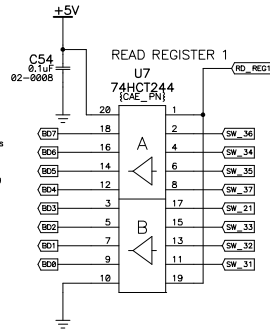 +5V
C54
0.1uF
02-0008
READ REGISTER 1
U7
74HCT244
{CAE_PN}
RD_REG1
20 1
BD7 18 2 SW_36
BD6 16 A 4 SW_34
BD5 14 6 SW_35
BD4 12 8 SW_37
BD3 3 17 SW_21
BD2 5 B 15 SW_33
BD1 7 13 SW_32
BD0 9 11 SW_31
10 19